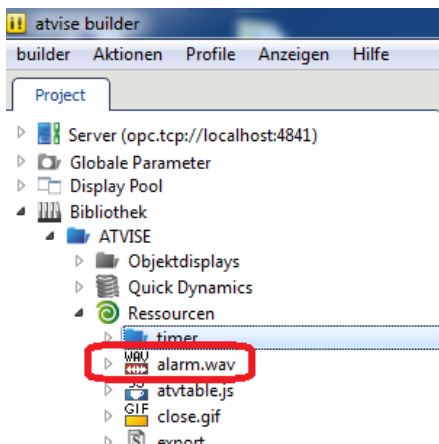 atvise builder
builder Aktionen Profile Anzeigen Hilfe
Project
Server (opc.tcp://localhost:4841)
Globale Parameter
Display Pool
Bibliothek
ATVISE
Objektdisplays
Quick Dynamics
Ressourcen
timer
WAV alarm.wav
JS atvtable.js
GIF close.gif
export